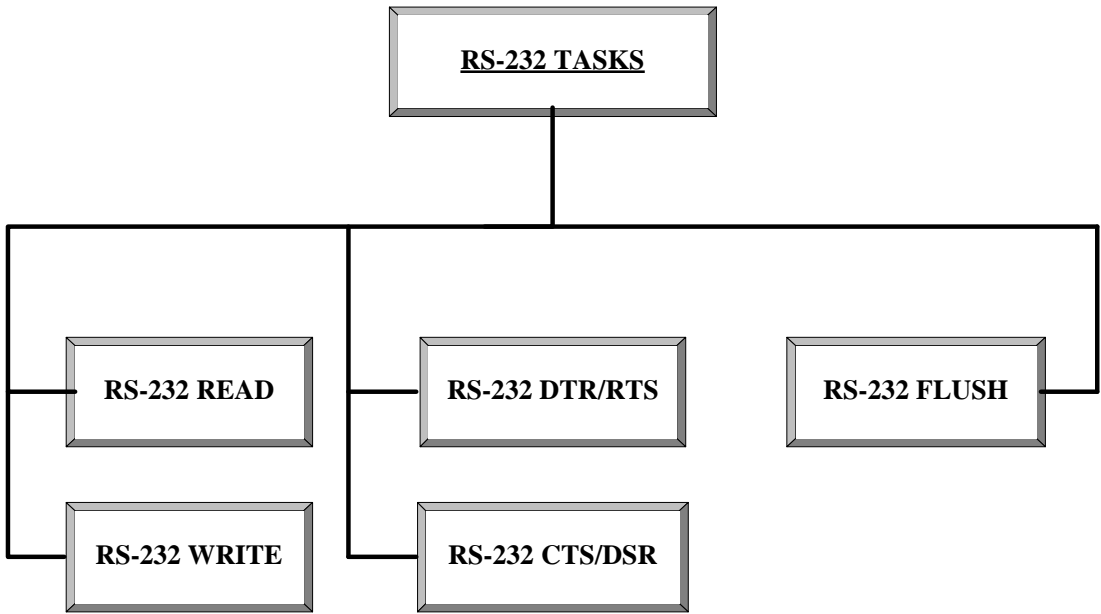 RS-232 TASKS
RS-232 READ
RS-232 DTR/RTS
RS-232 FLUSH
RS-232 WRITE
RS-232 CTS/DSR